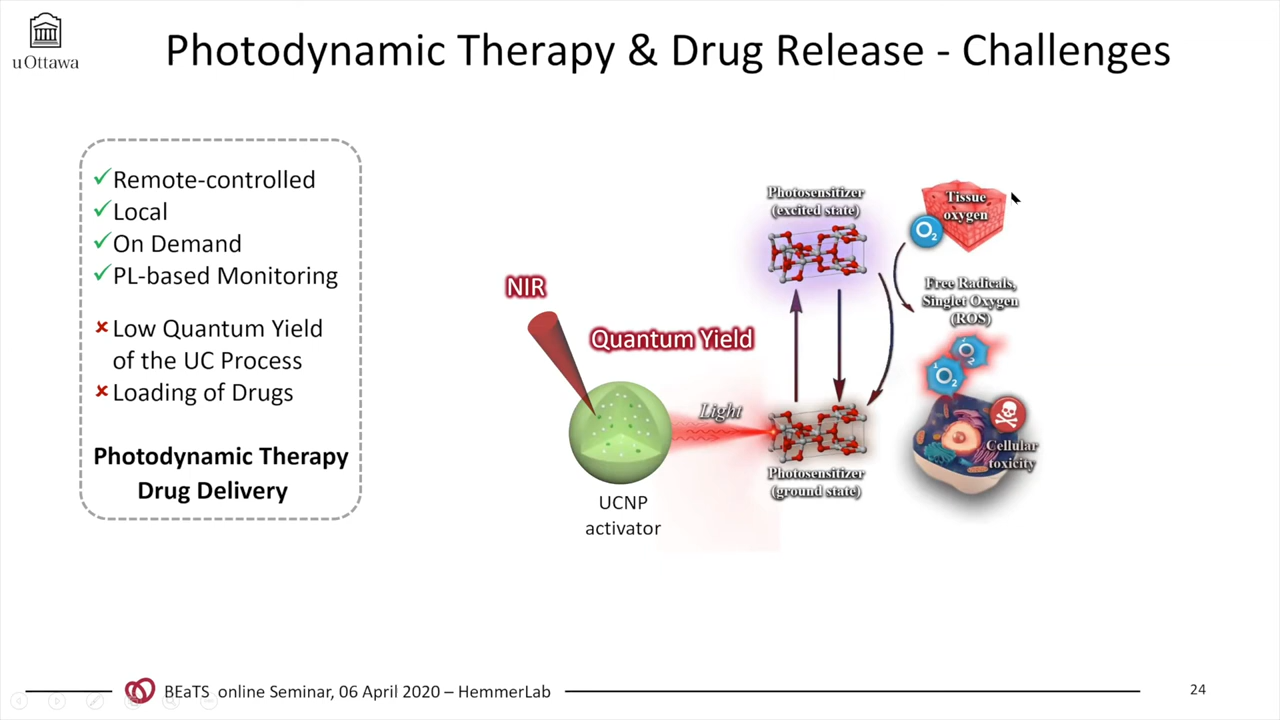 uOttawa
Photodynamic Therapy & Drug Release - Challenges
Remote-controlled
Local
On Demand
PL-based Monitoring
Low Quantum Yield
of the UC Process
Loading of Drugs
Photodynamic Therapy
Drug Delivery
NIR
Quantum Yield
Light
UCNP
activator
Photosensitizer
(excited state)
Photosensitizer
(ground state)
Tissue
oxygen
O2
Free Radicals,
Singlet Oxygen
(ROS)
1O2
1O2
Cellular
toxicity
BEaTS online Seminar, 06 April 2020 – HemmerLab
24